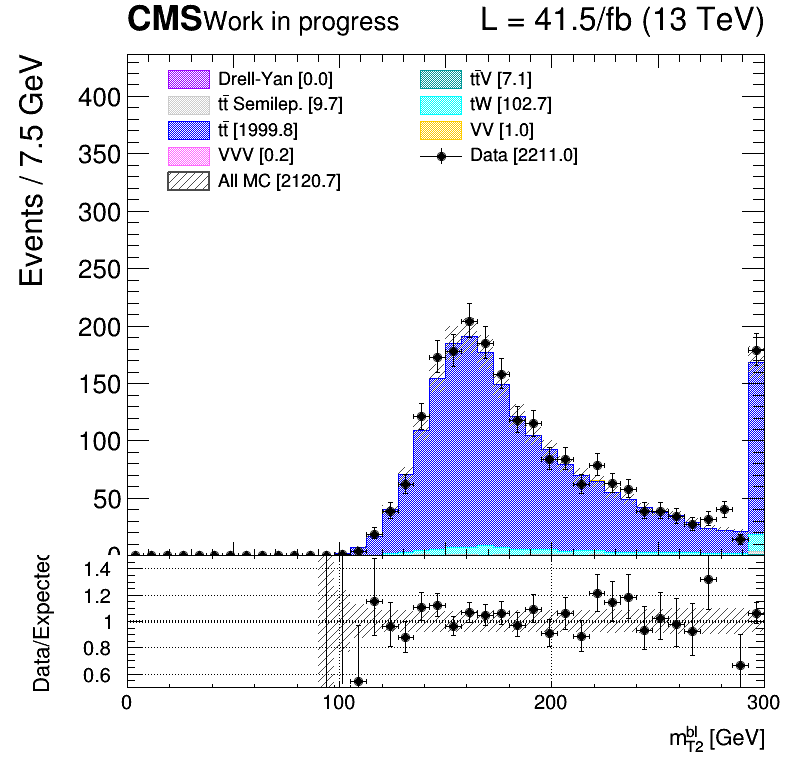 CMS Work in progress L = 41.5/fb (13 TeV)
Events / 7.5 GeV
400
350
300
250
200
150
100
50
0
Drell-Yan [0.0]
tt̄ Semilep. [9.7]
tt̄ [1999.8]
VVV [0.2]
All MC [2120.7]
tt̄V [7.1]
tW [102.7]
VV [1.0]
Data [2211.0]
Data/Expected
1.4
1.2
1
0.8
0.6
0 100 200 300
m_T2^bl [GeV]